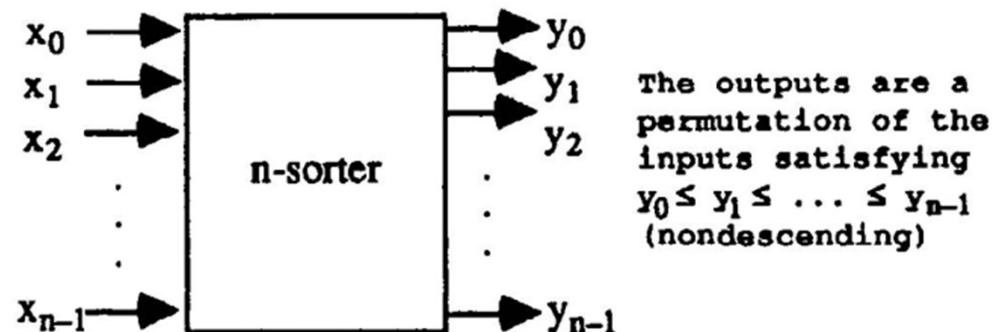 x0
x1
x2
.
.
.
xn-1
n-sorter
y0
y1
y2
.
.
.
yn-1
The outputs are a
permutation of the
inputs satisfying
y0 ≤ y1 ≤ ... ≤ yn-1
(nondescending)